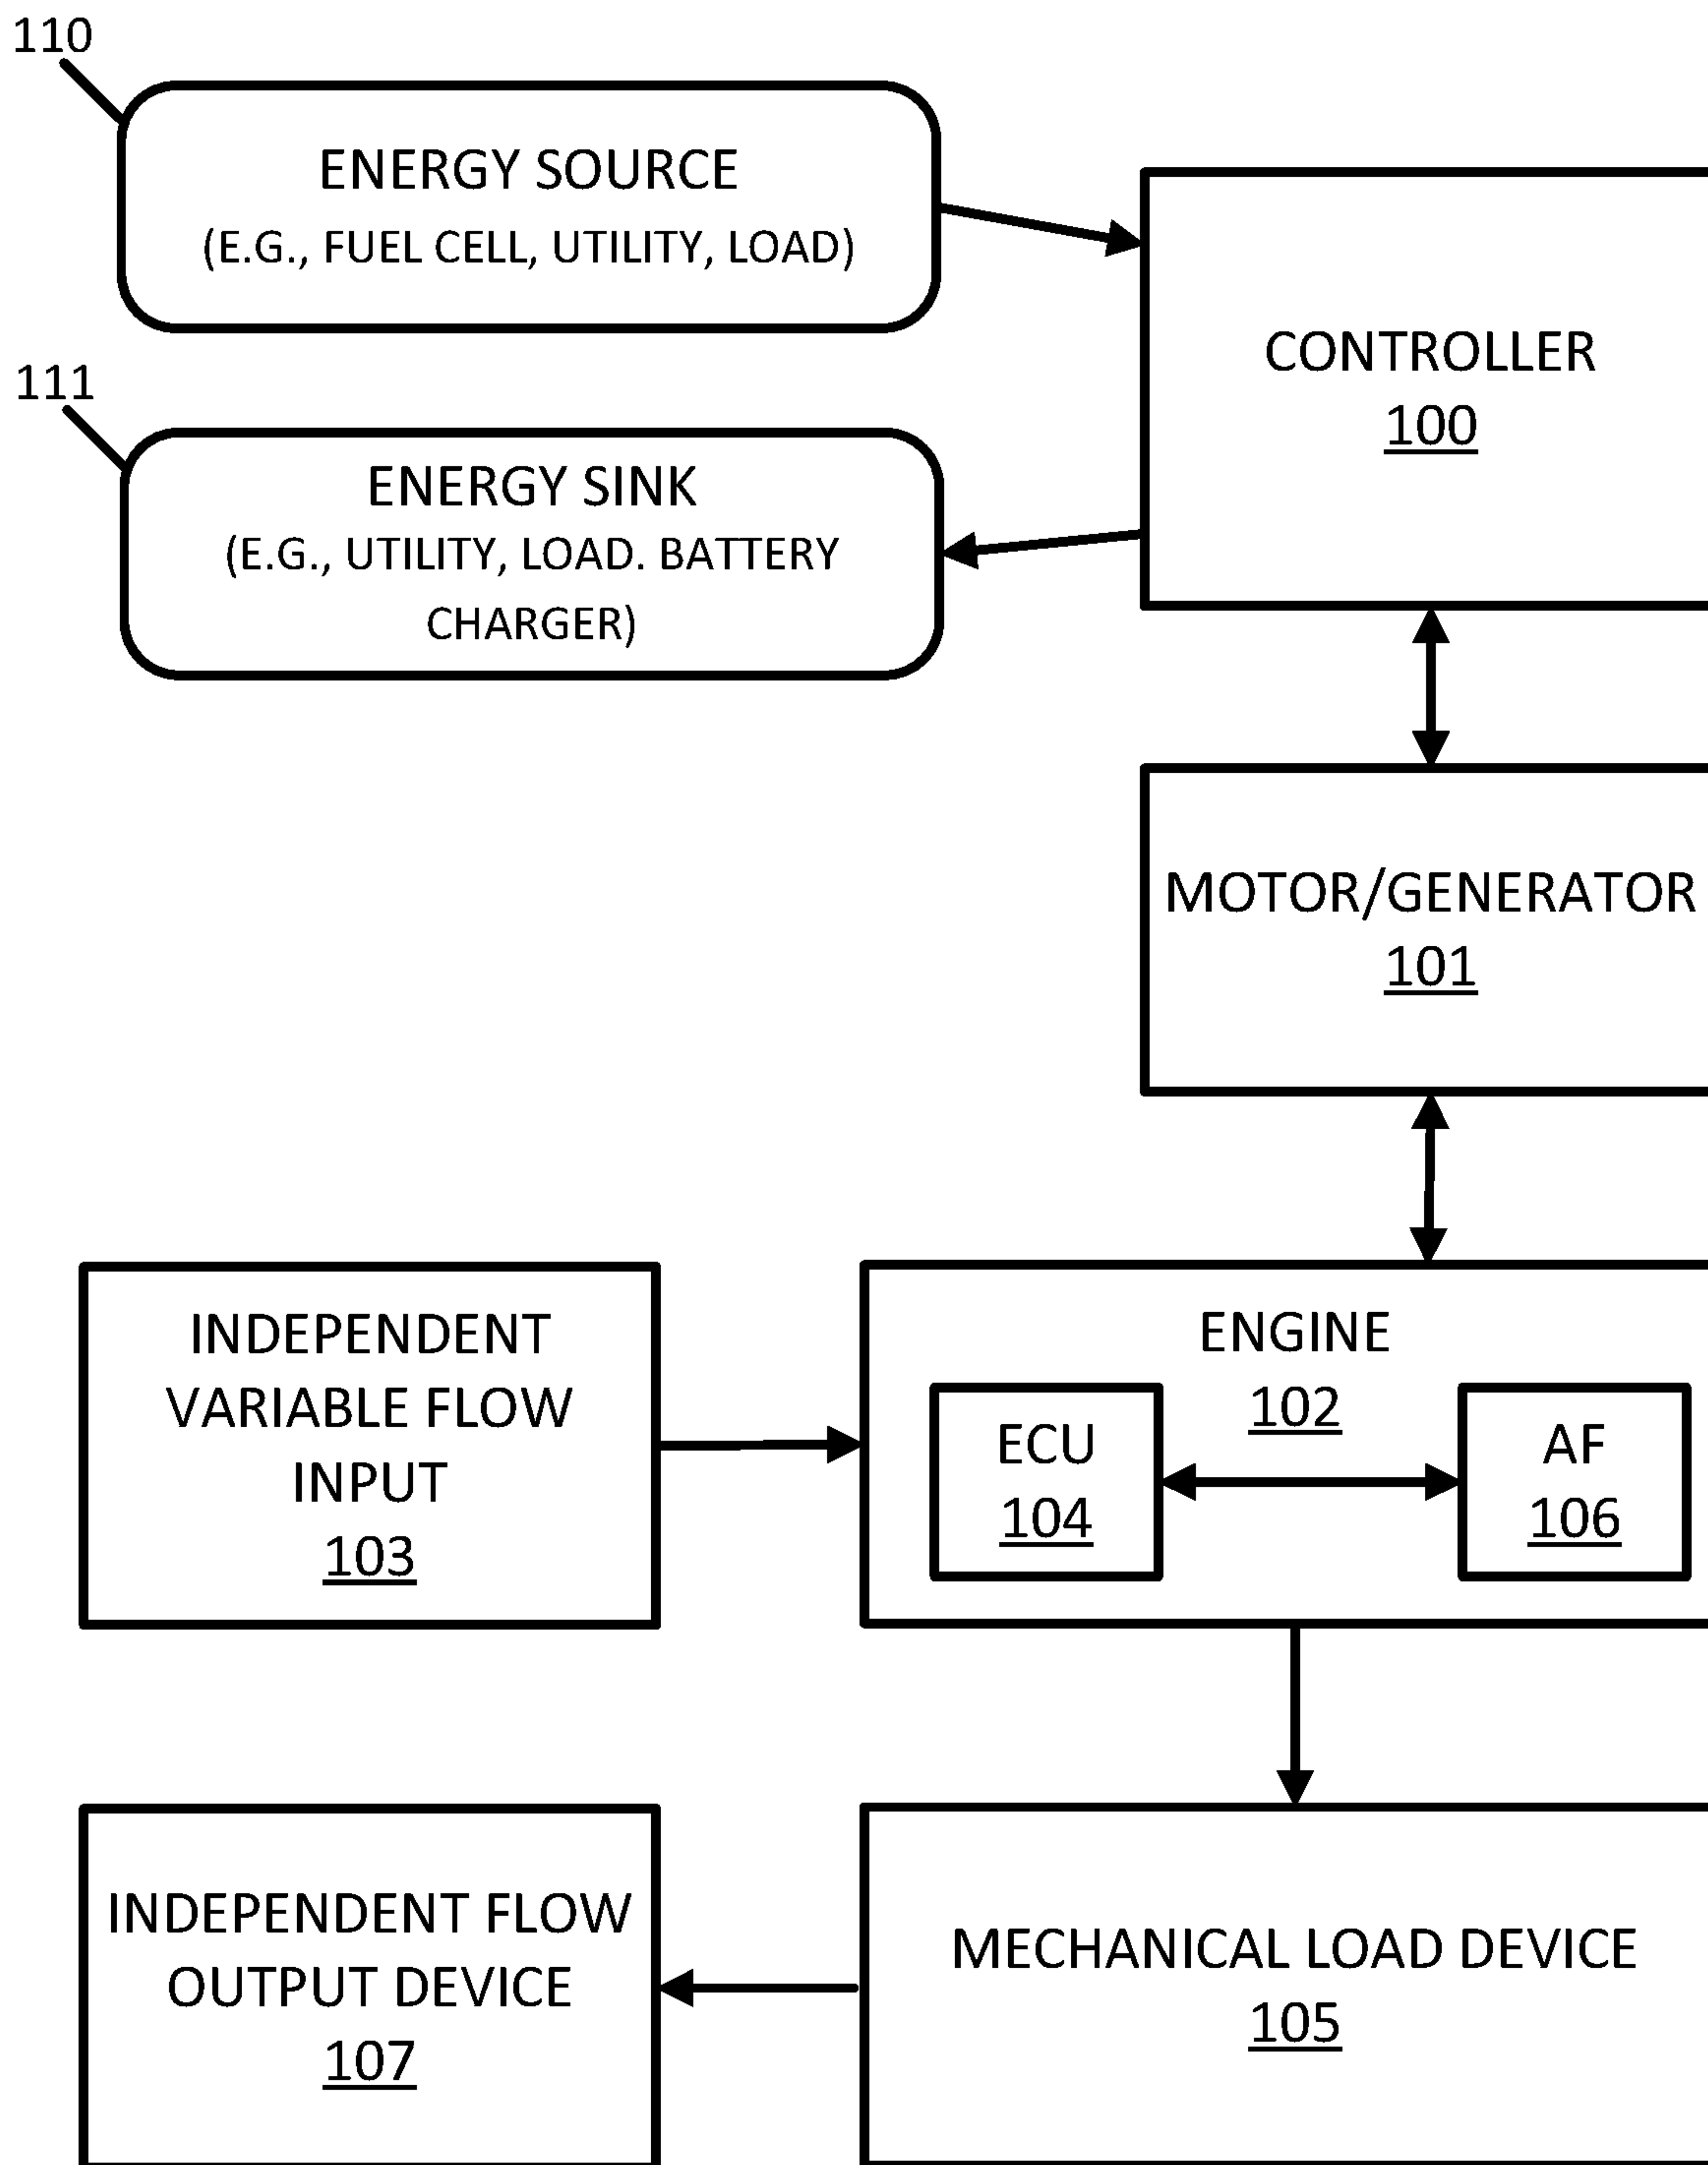 110
ENERGY SOURCE
(E.G., FUEL CELL, UTILITY, LOAD)
CONTROLLER
100
111
ENERGY SINK
(E.G., UTILITY, LOAD. BATTERY
CHARGER)
MOTOR/GENERATOR
101
INDEPENDENT
VARIABLE FLOW
INPUT
103
ENGINE
102
ECU
104
AF
106
INDEPENDENT FLOW
OUTPUT DEVICE
107
MECHANICAL LOAD DEVICE
105